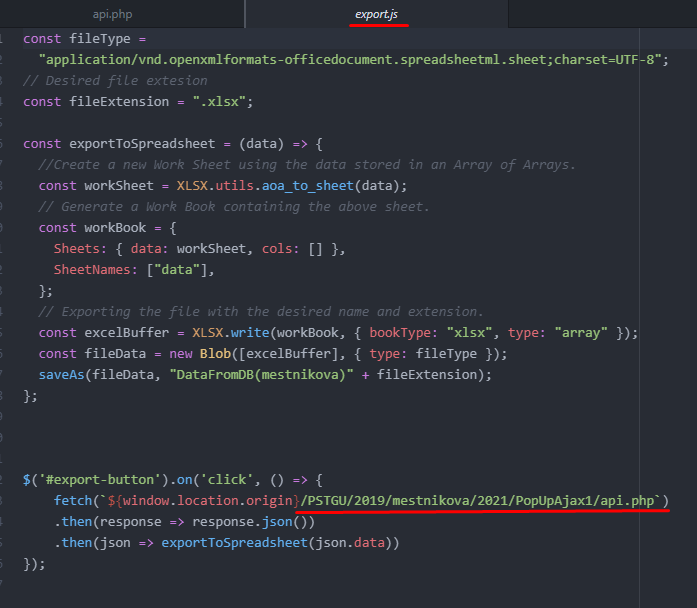 api.php
export.js
const fileType =
"application/vnd.openxmlformats-officedocument.spreadsheetml.sheet;charset=UTF-8";
// Desired file extesion
const fileExtension = ".xlsx";
const exportToSpreadsheet = (data) => {
//Create a new Work Sheet using the data stored in an Array of Arrays.
const workSheet = XLSX.utils.aoa_to_sheet(data);
// Generate a Work Book containing the above sheet.
const workBook = {
Sheets: { data: workSheet, cols: [] },
SheetNames: ["data"],
};
// Exporting the file with the desired name and extension.
const excelBuffer = XLSX.write(workBook, { bookType: "xlsx", type: "array" });
const fileData = new Blob([excelBuffer], { type: fileType });
saveAs(fileData, "DataFromDB(mestnikova)" + fileExtension);
};
$('#export-button').on('click', () => {
fetch(`${window.location.origin}/PSTGU/2019/mestnikova/2021/PopUpAjax1/api.php`)
.then(response => response.json())
.then(json => exportToSpreadsheet(json.data))
});